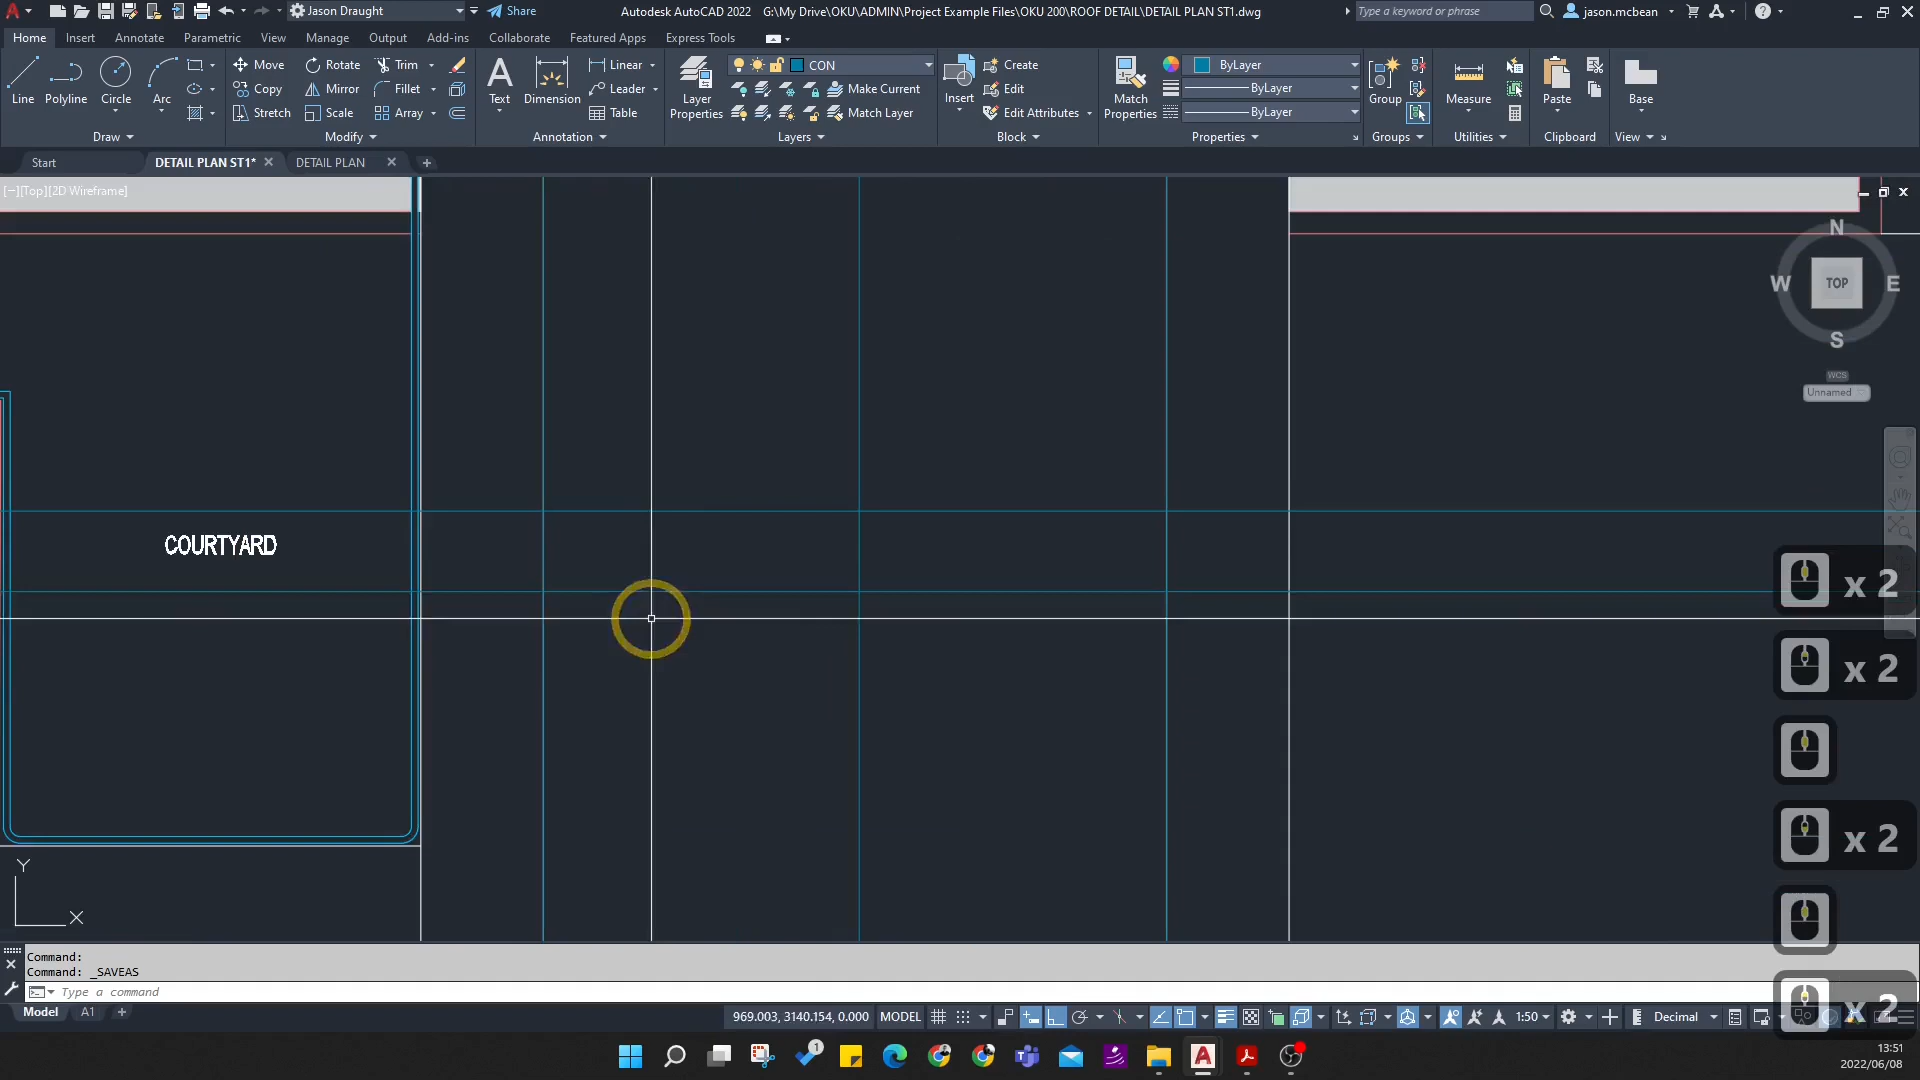 Jason Draught
Share
Autodesk AutoCAD 2022 G:\My Drive\OKU\ADMIN\Project Example Files\OKU 200\ROOF DETAIL\DETAIL PLAN ST1.dwg
Type a keyword or phrase
jason.mcbean
Home Insert Annotate Parametric View Manage Output Add-ins Collaborate Featured Apps Express Tools
Line Polyline Circle Arc
Draw
Move Rotate Trim
Copy Mirror Fillet
Stretch Scale Array
Modify
Text Dimension
Linear
Leader
Table
Annotation
Layer Properties
CON
Make Current
Match Layer
Layers
Insert
Create
Edit
Edit Attributes
Block
Match Properties
ByLayer
ByLayer
ByLayer
Properties
Group
Groups
Measure
Utilities
Paste
Clipboard
Base
View
Start DETAIL PLAN ST1* DETAIL PLAN
[−][Top][2D Wireframe]
N
W TOP E
S
WCS
Unnamed
COURTYARD
x 2
x 2
x 2
x 2
Y
X
Command:
Command: _SAVEAS
Type a command
Model A1
969.003, 3140.154, 0.000 MODEL 1:50 Decimal
1
13:51
2022/06/08